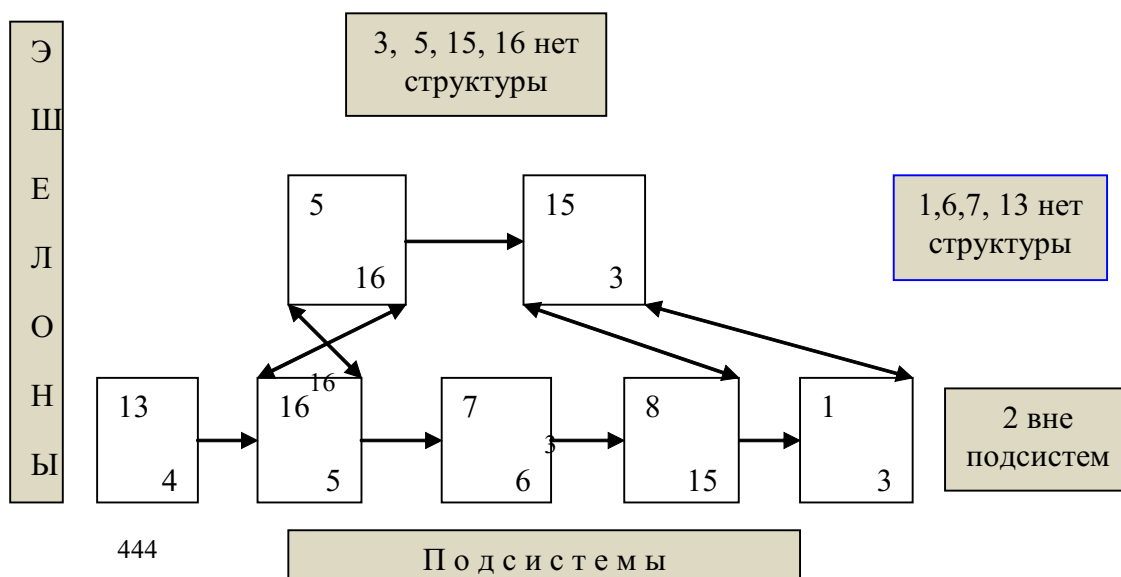 Э
Ш
Е
Л
О
Н
Ы
3, 5, 15, 16 нет
структуры
5
16
15
3
1,6,7, 13 нет
структуры
13
4
16
16
5
7
3
6
8
15
1
3
2 вне
подсистем
444
П о д с и с т е м ы